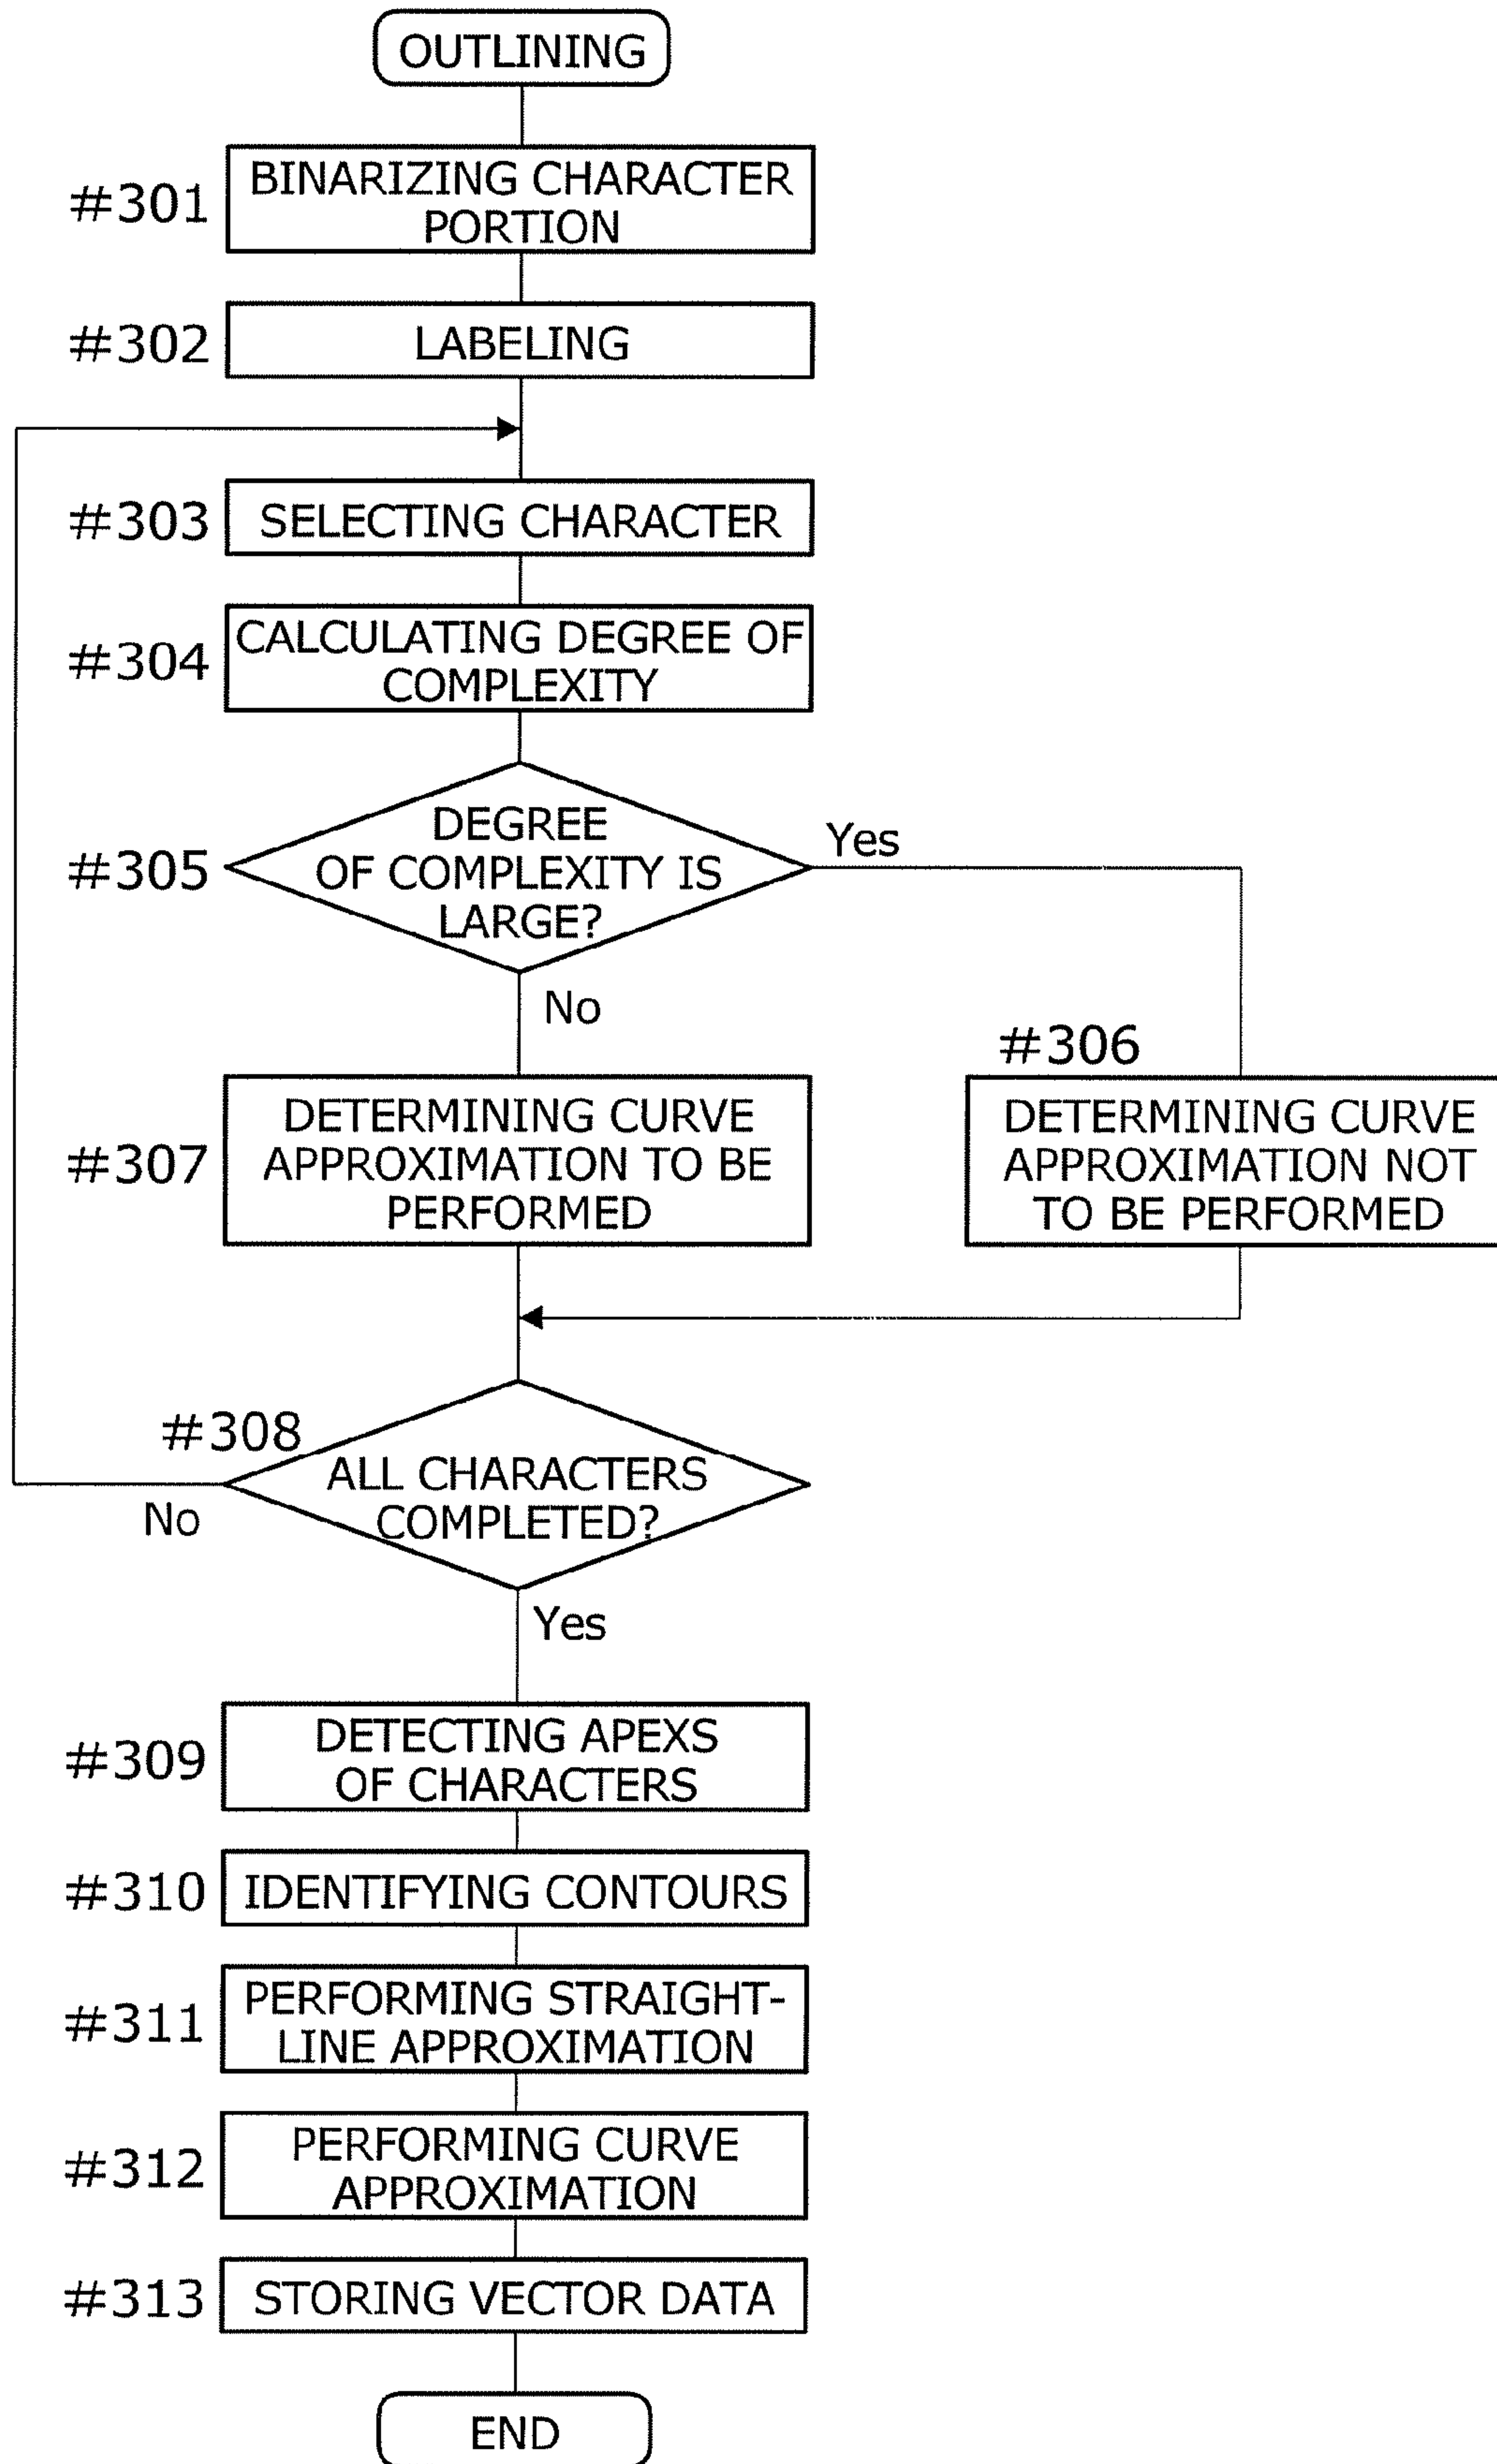 OUTLINING
#301
BINARIZING CHARACTER
PORTION
#302
LABELING
#303
SELECTING CHARACTER
#304
CALCULATING DEGREE OF
COMPLEXITY
#305
DEGREE
OF COMPLEXITY IS
LARGE?
Yes
No
#306
DETERMINING CURVE
APPROXIMATION NOT
TO BE PERFORMED
#307
DETERMINING CURVE
APPROXIMATION TO BE
PERFORMED
#308
ALL CHARACTERS
COMPLETED?
No
Yes
#309
DETECTING APEXS
OF CHARACTERS
#310
IDENTIFYING CONTOURS
#311
PERFORMING STRAIGHT-
LINE APPROXIMATION
#312
PERFORMING CURVE
APPROXIMATION
#313
STORING VECTOR DATA
END